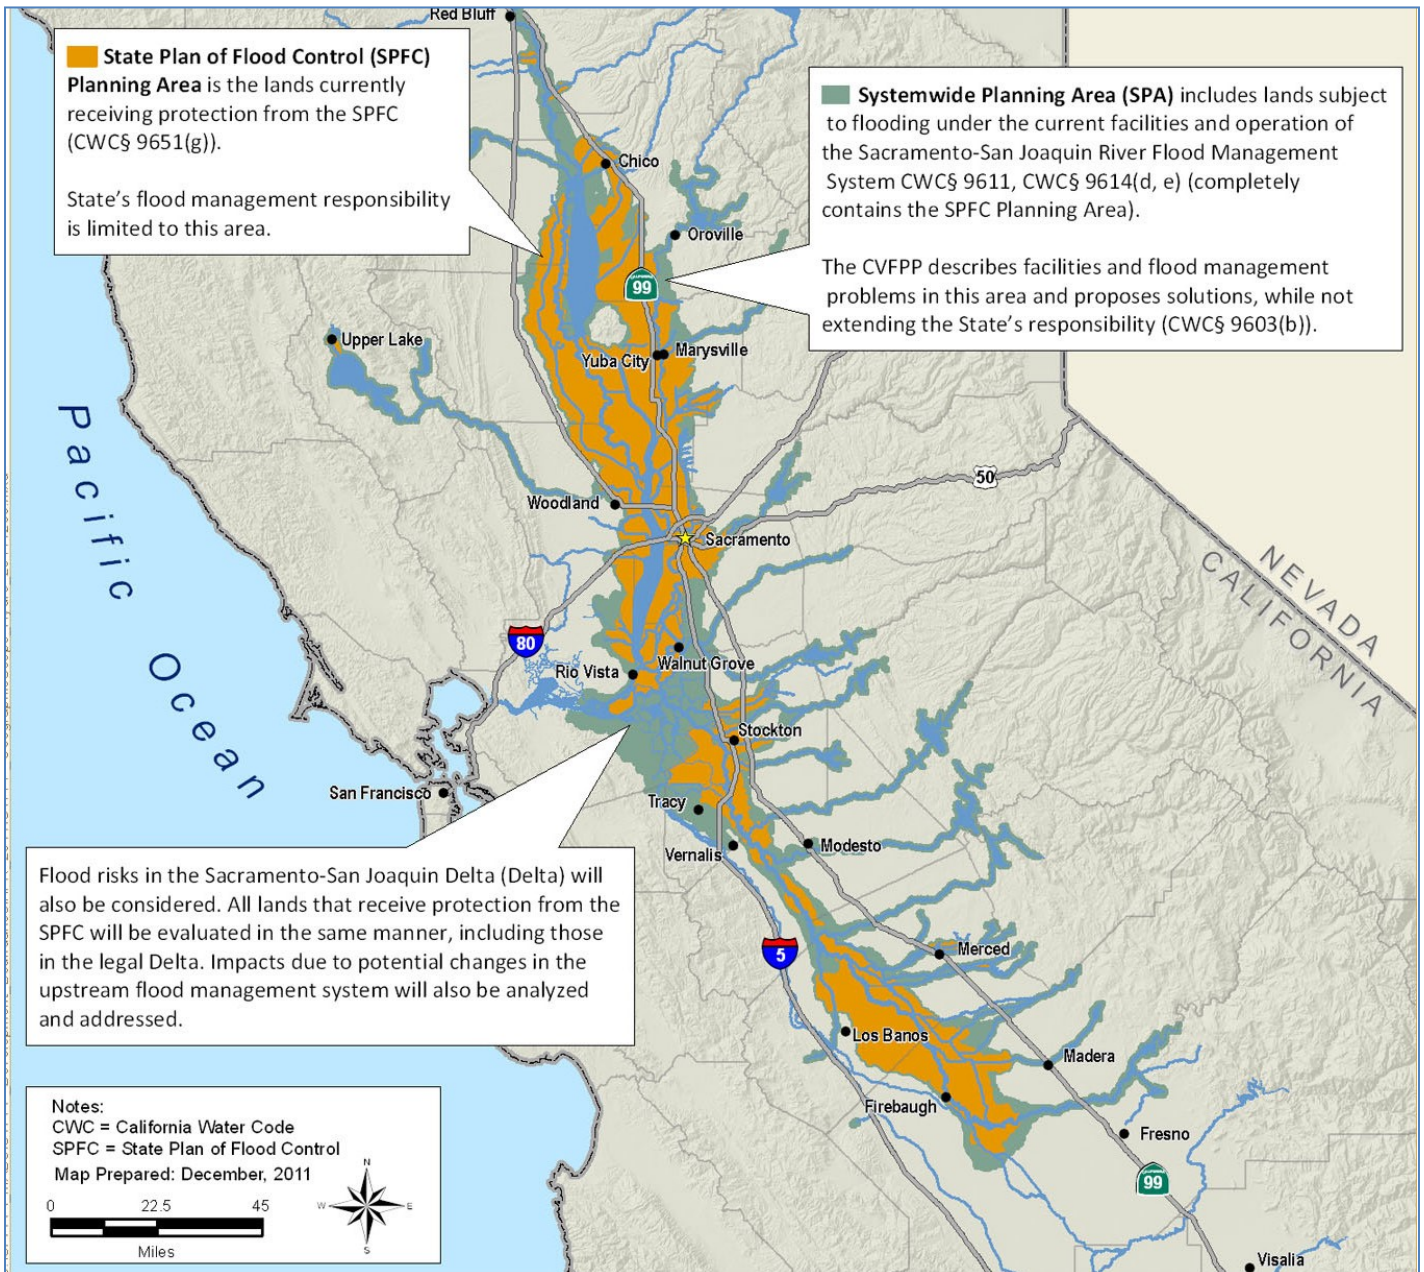 Red Bluff
State Plan of Flood Control (SPFC)
Planning Area is the lands currently
receiving protection from the SPFC
(CWC§ 9651(g)).
State's flood management responsibility
is limited to this area.
Systemwide Planning Area (SPA) includes lands subject
to flooding under the current facilities and operation of
the Sacramento-San Joaquin River Flood Management
System CWC§ 9611, CWC§ 9614(d, e) (completely
contains the SPFC Planning Area).
The CVFPP describes facilities and flood management
problems in this area and proposes solutions, while not
extending the State's responsibility (CWC§ 9603(b)).
Chico
Oroville
CALIFORNIA
99
Upper Lake
Yuba City
Marysville
Pacific Ocean
50
Woodland
Sacramento
NEVADA
CALIFORNIA
80
Walnut Grove
Rio Vista
Stockton
San Francisco
Tracy
Vernalis
Modesto
Flood risks in the Sacramento-San Joaquin Delta (Delta) will
also be considered. All lands that receive protection from the
SPFC will be evaluated in the same manner, including those
in the legal Delta. Impacts due to potential changes in the
upstream flood management system will also be analyzed
and addressed.
5
Merced
Los Banos
Madera
Firebaugh
Fresno
CALIFORNIA
99
Visalia
Notes:
CWC = California Water Code
SPFC = State Plan of Flood Control
Map Prepared: December, 2011
0 22.5 45
Miles
N
W E
S